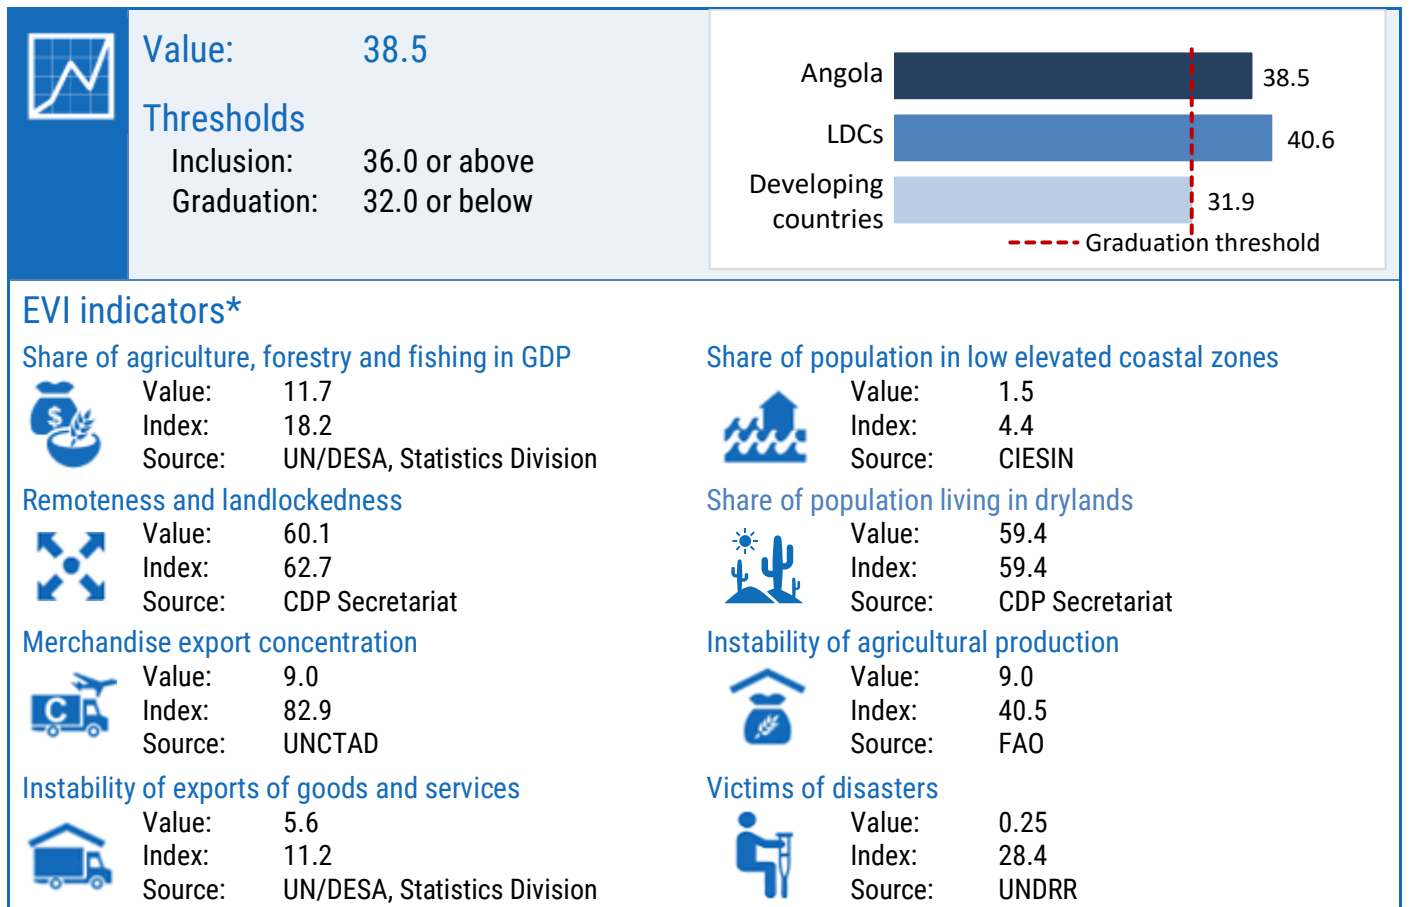 Value: 38.5
Thresholds
Inclusion: 36.0 or above
Graduation: 32.0 or below
Angola 38.5
LDCs 40.6
Developing
countries 31.9
Graduation threshold
EVI indicators*
Share of agriculture, forestry and fishing in GDP
$
Value: 11.7
Index: 18.2
Source: UN/DESA, Statistics Division
Share of population in low elevated coastal zones
Value: 1.5
Index: 4.4
Source: CIESIN
Remoteness and landlockedness
Value: 60.1
Index: 62.7
Source: CDP Secretariat
Share of population living in drylands
Value: 59.4
Index: 59.4
Source: CDP Secretariat
Merchandise export concentration
C
Value: 9.0
Index: 82.9
Source: UNCTAD
Instability of agricultural production
Value: 9.0
Index: 40.5
Source: FAO
Instability of exports of goods and services
Value: 5.6
Index: 11.2
Source: UN/DESA, Statistics Division
Victims of disasters
Value: 0.25
Index: 28.4
Source: UNDRR